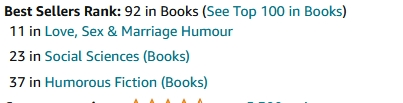 Best Sellers Rank: 92 in Books (See Top 100 in Books)
11 in Love, Sex & Marriage Humour
23 in Social Sciences (Books)
37 in Humorous Fiction (Books)